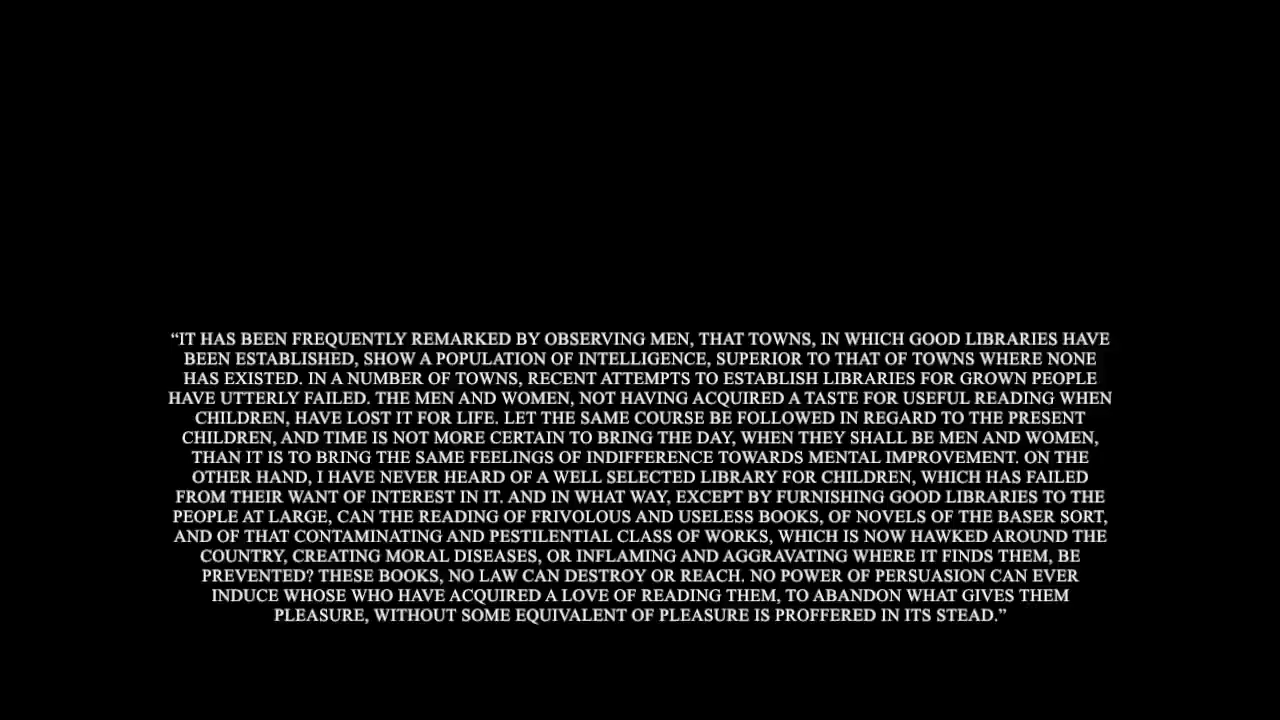 “IT HAS BEEN FREQUENTLY REMARKED BY OBSERVING MEN, THAT TOWNS, IN WHICH GOOD LIBRARIES HAVE
BEEN ESTABLISHED, SHOW A POPULATION OF INTELLIGENCE, SUPERIOR TO THAT OF TOWNS WHERE NONE
HAS EXISTED. IN A NUMBER OF TOWNS, RECENT ATTEMPTS TO ESTABLISH LIBRARIES FOR GROWN PEOPLE
HAVE UTTERLY FAILED. THE MEN AND WOMEN, NOT HAVING ACQUIRED A TASTE FOR USEFUL READING WHEN
CHILDREN, HAVE LOST IT FOR LIFE. LET THE SAME COURSE BE FOLLOWED IN REGARD TO THE PRESENT
CHILDREN, AND TIME IS NOT MORE CERTAIN TO BRING THE DAY, WHEN THEY SHALL BE MEN AND WOMEN,
THAN IT IS TO BRING THE SAME FEELINGS OF INDIFFERENCE TOWARDS MENTAL IMPROVEMENT. ON THE
OTHER HAND, I HAVE NEVER HEARD OF A WELL SELECTED LIBRARY FOR CHILDREN, WHICH HAS FAILED
FROM THEIR WANT OF INTEREST IN IT. AND IN WHAT WAY, EXCEPT BY FURNISHING GOOD LIBRARIES TO THE
PEOPLE AT LARGE, CAN THE READING OF FRIVOLOUS AND USELESS BOOKS, OF NOVELS OF THE BASER SORT,
AND OF THAT CONTAMINATING AND PESTILENTIAL CLASS OF WORKS, WHICH IS NOW HAWKED AROUND THE
COUNTRY, CREATING MORAL DISEASES, OR INFLAMING AND AGGRAVATING WHERE IT FINDS THEM, BE
PREVENTED? THESE BOOKS, NO LAW CAN DESTROY OR REACH. NO POWER OF PERSUASION CAN EVER
INDUCE WHOSE WHO HAVE ACQUIRED A LOVE OF READING THEM, TO ABANDON WHAT GIVES THEM
PLEASURE, WITHOUT SOME EQUIVALENT OF PLEASURE IS PROFFERED IN ITS STEAD.”